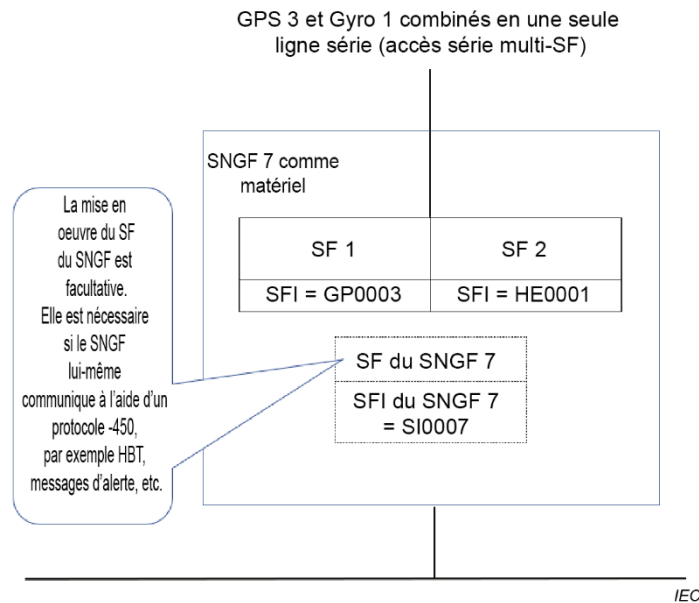 GPS 3 et Gyro 1 combinés en une seule
ligne série (accès série multi-SF)
SNGF 7 comme
matériel
La mise en
oeuvre du SF
du SNGF est
facultative.
Elle est nécessaire
si le SNGF
lui-même
communique à l'aide d'un
protocole -450,
par exemple HBT,
messages d'alerte, etc.
SF 1
SF 2
SFI = GP0003
SFI = HE0001
SF du SNGF 7
SFI du SNGF 7
= SI0007
IEC